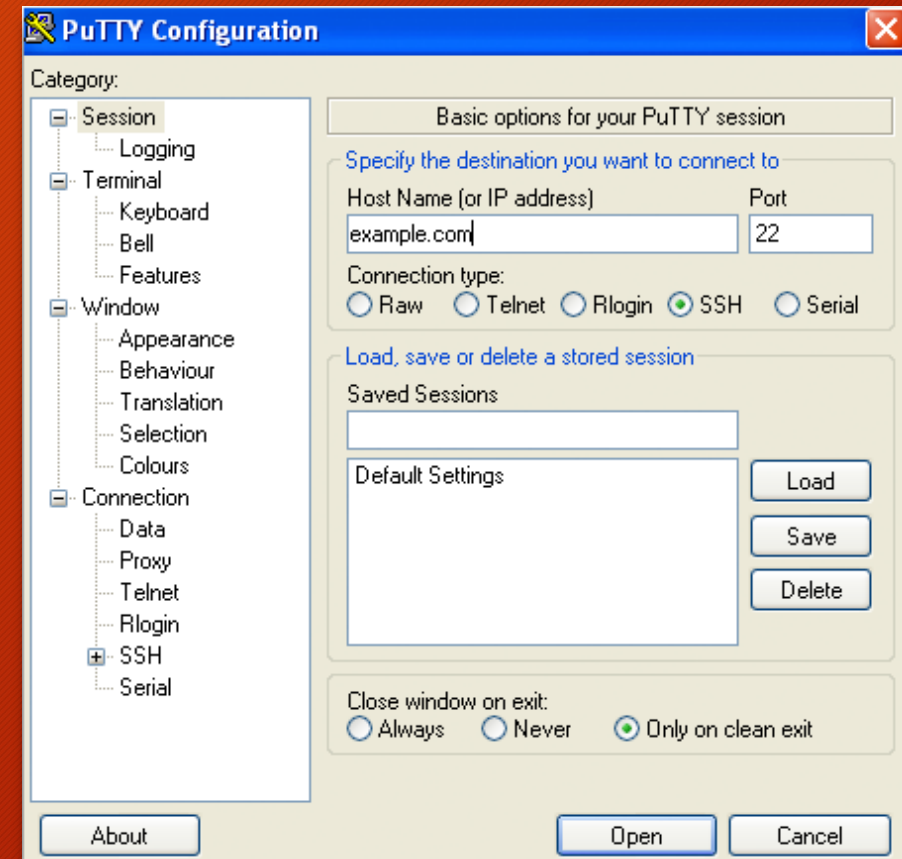 PuTTY Configuration
Category:
Session
Logging
Terminal
Keyboard
Bell
Features
Window
Appearance
Behaviour
Translation
Selection
Colours
Connection
Data
Proxy
Telnet
Rlogin
SSH
Serial
Basic options for your PuTTY session
Specify the destination you want to connect to
Host Name (or IP address) Port
example.com 22
Connection type:
Raw Telnet Rlogin SSH Serial
Load, save or delete a stored session
Saved Sessions
Default Settings
Load
Save
Delete
Close window on exit:
Always Never Only on clean exit
About Open Cancel